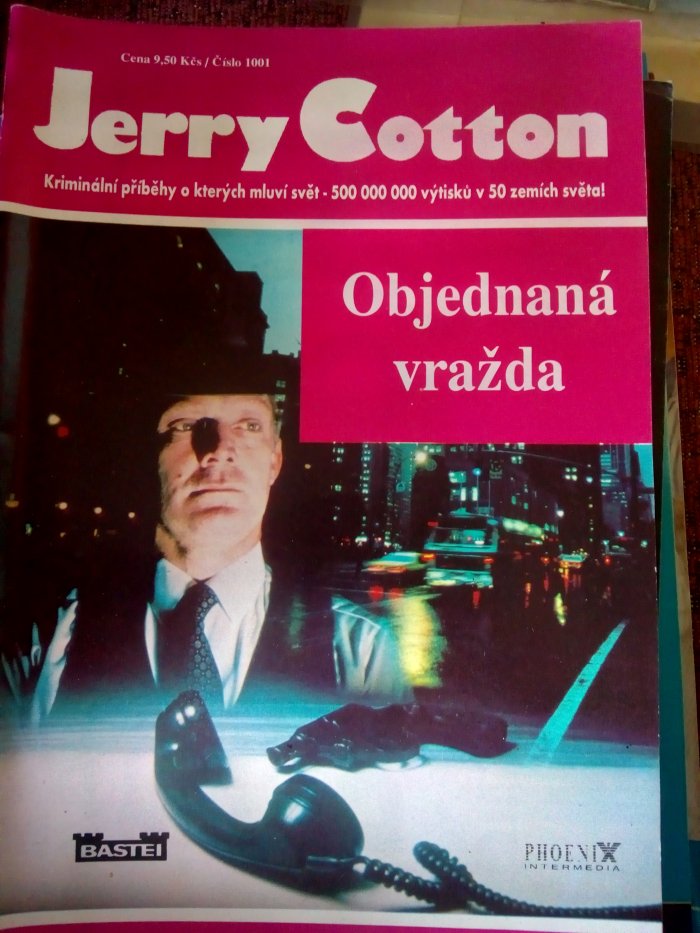 Cena 9,50 Kčs / Číslo 1001
Jerry Cotton
Kriminální příběhy o kterých mluví svět - 500 000 000 výtisků v 50 zemích světa!
Objednaná
vražda
BASTEI
PHOENIX
INTERMEDIA